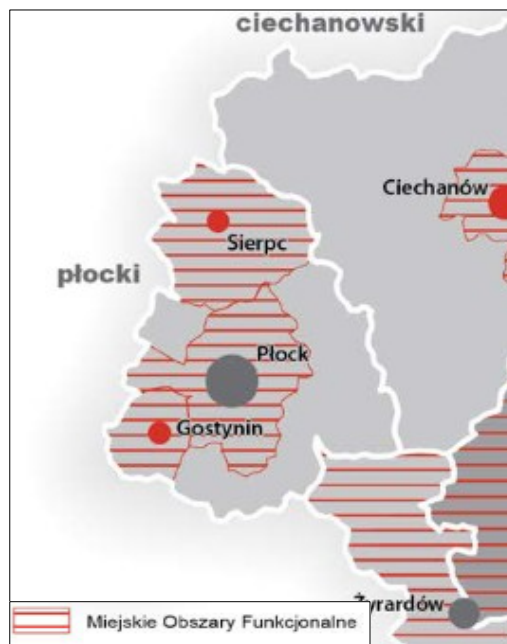 ciechanowski
Ciechanów
Sierpc
płocki
Płock
Gostynin
Żyrardów
Miejskie Obszary Funkcjonalne